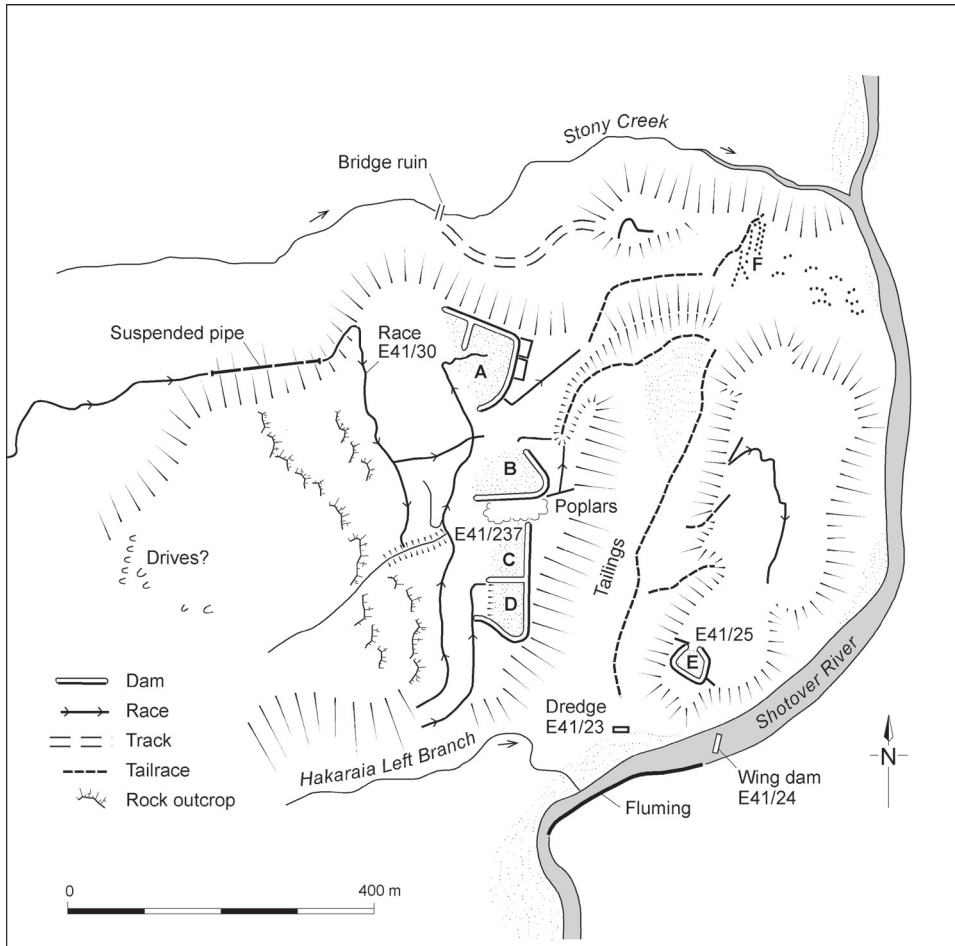 Stony Creek
Bridge ruin
F
Suspended pipe
Race
E41/30
A
B
Poplars
E41/237
Drives?
C
Tailings
D
E41/25
E
Shotover River
Dam
Race
Track
Tailrace
Rock outcrop
Dredge
E41/23
Hakaraia Left Branch
N
Wing dam
E41/24
Fluming
0
400 m